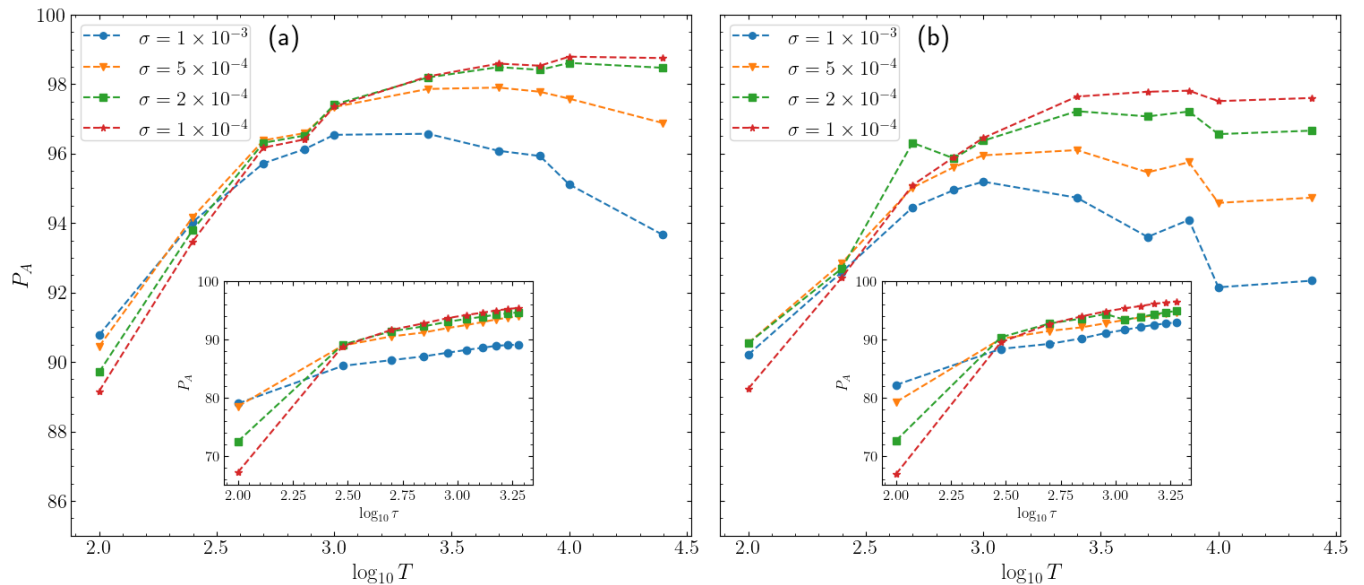 (a)
σ = 1 × 10⁻³
σ = 5 × 10⁻⁴
σ = 2 × 10⁻⁴
σ = 1 × 10⁻⁴
P_A
100
98
96
94
92
90
88
86
2.0 2.5 3.0 3.5 4.0 4.5
log₁₀ T
P_A
100
90
80
70
2.00 2.25 2.50 2.75 3.00 3.25
log₁₀ τ
(b)
σ = 1 × 10⁻³
σ = 5 × 10⁻⁴
σ = 2 × 10⁻⁴
σ = 1 × 10⁻⁴
2.0 2.5 3.0 3.5 4.0 4.5
log₁₀ T
P_A
100
90
80
70
2.00 2.25 2.50 2.75 3.00 3.25
log₁₀ τ